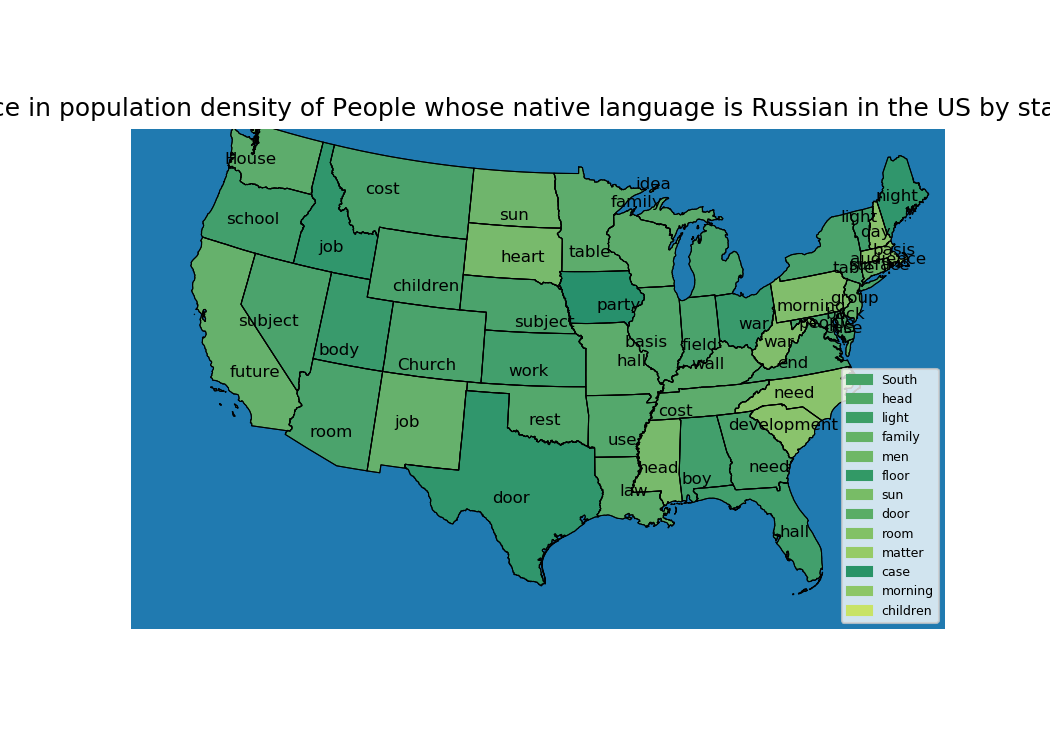 ce in population density of People whose native language is Russian in the US by sta
House
idea
cost
family
night
sun
school
light
day
job
table
heart
basis
audience
surface
table
children
group
party
morning
back
subject
subject
war
people
case
body
basis
field
war
hall
Church
wall
end
future
work
need
job
rest
cost
development
room
use
head
need
boy
law
door
hall
South
head
light
family
men
floor
sun
door
room
matter
case
morning
children